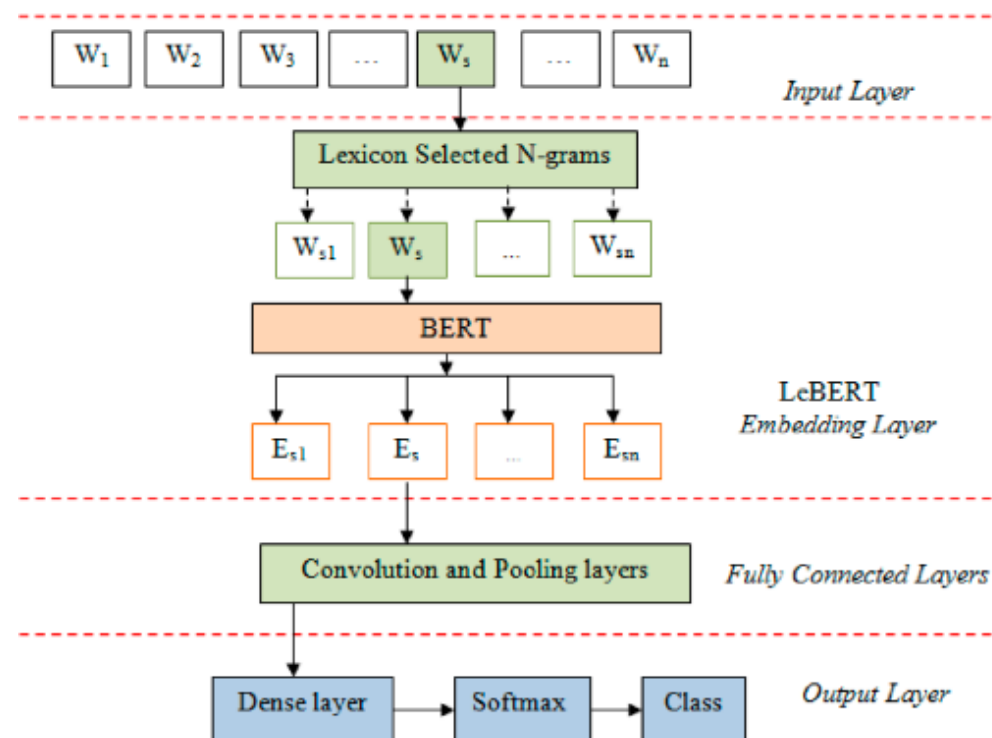 W₁ W₂ W₃ ... Wₛ ... Wₙ
Input Layer
Lexicon Selected N-grams
Wₛ₁ Wₛ ... Wₛₙ
BERT
LeBERT
Embedding Layer
Eₛ₁ Eₛ ... Eₛₙ
Convolution and Pooling layers
Fully Connected Layers
Dense layer Softmax Class
Output Layer